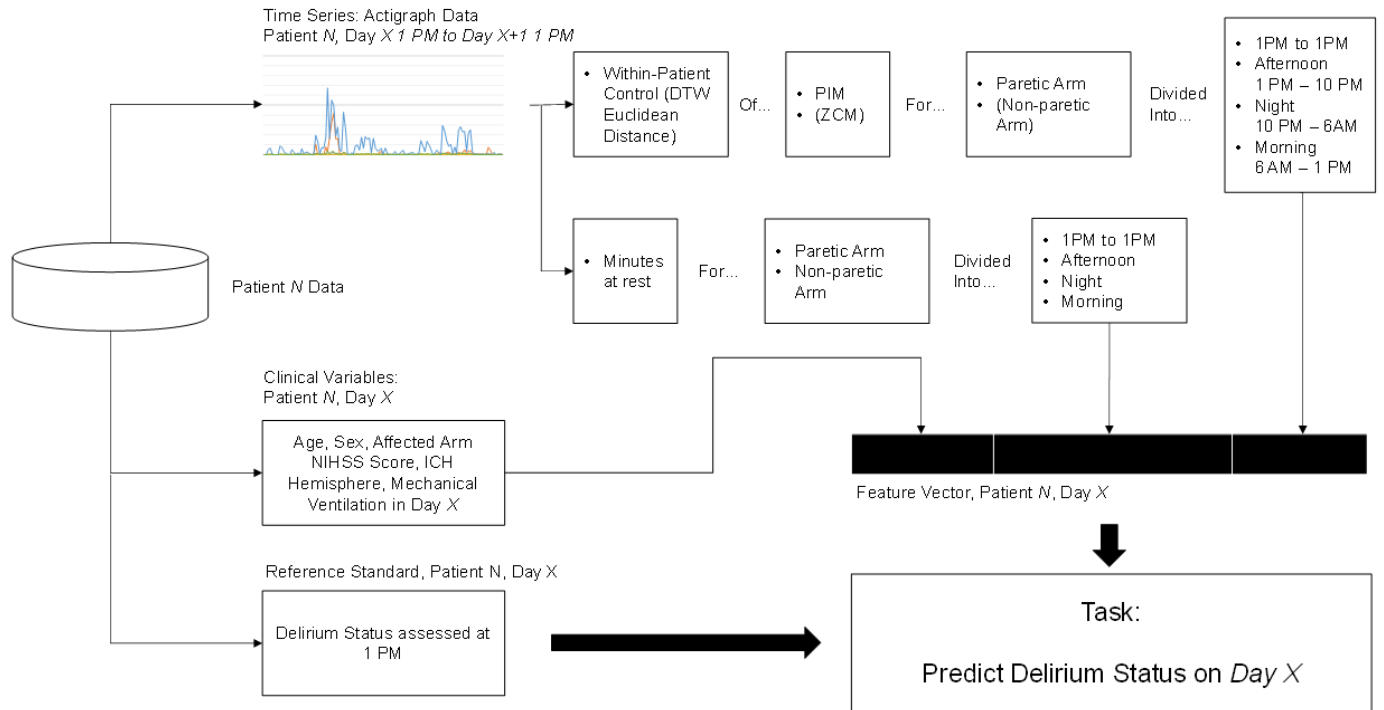 Time Series: Actigraph Data
Patient N, Day X 1 PM to Day X+1 1 PM
• Within-Patient
Control (DTW
Euclidean
Distance)
Of...
• PIM
• (ZCM)
For...
• Paretic Arm
• (Non-paretic
Arm)
Divided
Into...
• 1PM to 1PM
• Afternoon
1 PM – 10 PM
• Night
10 PM – 6AM
• Morning
6 AM – 1 PM
• Minutes
at rest
For...
• Paretic Arm
• Non-paretic
Arm
Divided
Into...
• 1PM to 1PM
• Afternoon
• Night
• Morning
Patient N Data
Clinical Variables:
Patient N, Day X
Age, Sex, Affected Arm
NIHSS Score, ICH
Hemisphere, Mechanical
Ventilation in Day X
Feature Vector, Patient N, Day X
Reference Standard, Patient N, Day X
Delirium Status assessed at
1 PM
Task:
Predict Delirium Status on Day X